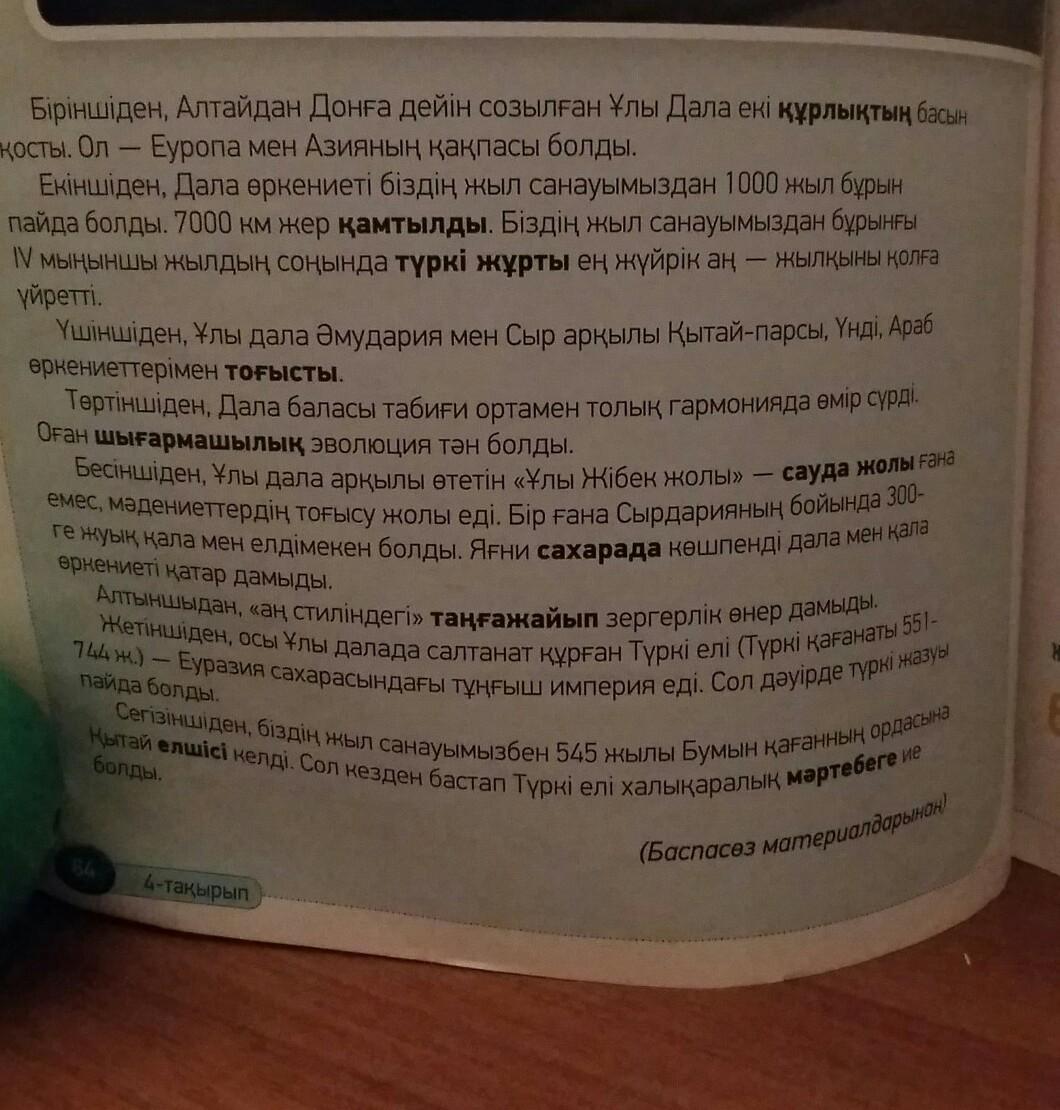 Біріншіден, Алтайдан Донға дейін созылған Ұлы Дала екі құрлықтың басын
қосты. Ол — Еуропа мен Азияның қақпасы болды.
Екіншіден, Дала өркениеті біздің жыл санауымыздан 1000 жыл бұрын
пайда болды. 7000 км жер қамтылды. Біздің жыл санауымыздан бұрынғы
IV мыңыншы жылдың соңында түркі жұрты ең жүйрік аң — жылқыны қолға
үйретті.
Үшіншіден, Ұлы дала Әмудария мен Сыр арқылы Қытай-парсы, Үнді, Араб
өркениеттерімен тоғысты.
Төртіншіден, Дала баласы табиғи ортамен толық гармонияда өмір сүрді.
Оған шығармашылық эволюция тән болды.
Бесіншіден, Ұлы дала арқылы өтетін «Ұлы Жібек жолы» — сауда жолы ғана
емес, мәдениеттердің тоғысу жолы еді. Бір ғана Сырдарияның бойында 300-
ге жуық қала мен елдімекен болды. Яғни сахарада көшпенді дала мен қала
өркениеті қатар дамыды.
Алтыншыдан, «аң стиліндегі» таңғажайып зергерлік өнер дамыды.
Жетіншіден, осы Ұлы далада салтанат құрған Түркі елі (Түркі қағанаты 551-
744 ж.) — Еуразия сахарасындағы тұңғыш империя еді. Сол дәуірде түркі жазуы
пайда болды.
Сегізіншіден, біздің жыл санауымызбен 545 жылы Бумын қағанның ордасына
Қытай елшісі келді. Сол кезден бастап Түркі елі халықаралық мәртебеге ие
болды.
(Баспасөз материалдарынан)
64
4-тақырып